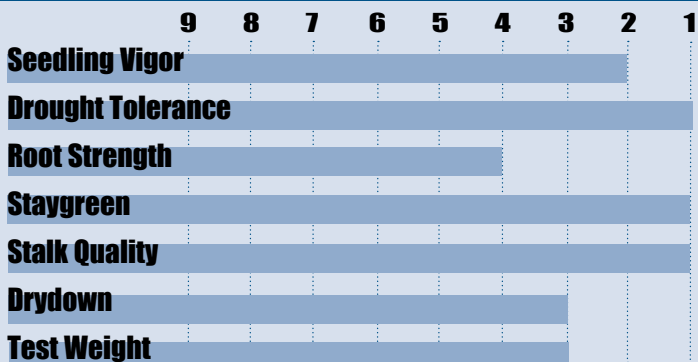 9 8 7 6 5 4 3 2 1
Seedling Vigor
Drought Tolerance
Root Strength
Staygreen
Stalk Quality
Drydown
Test Weight